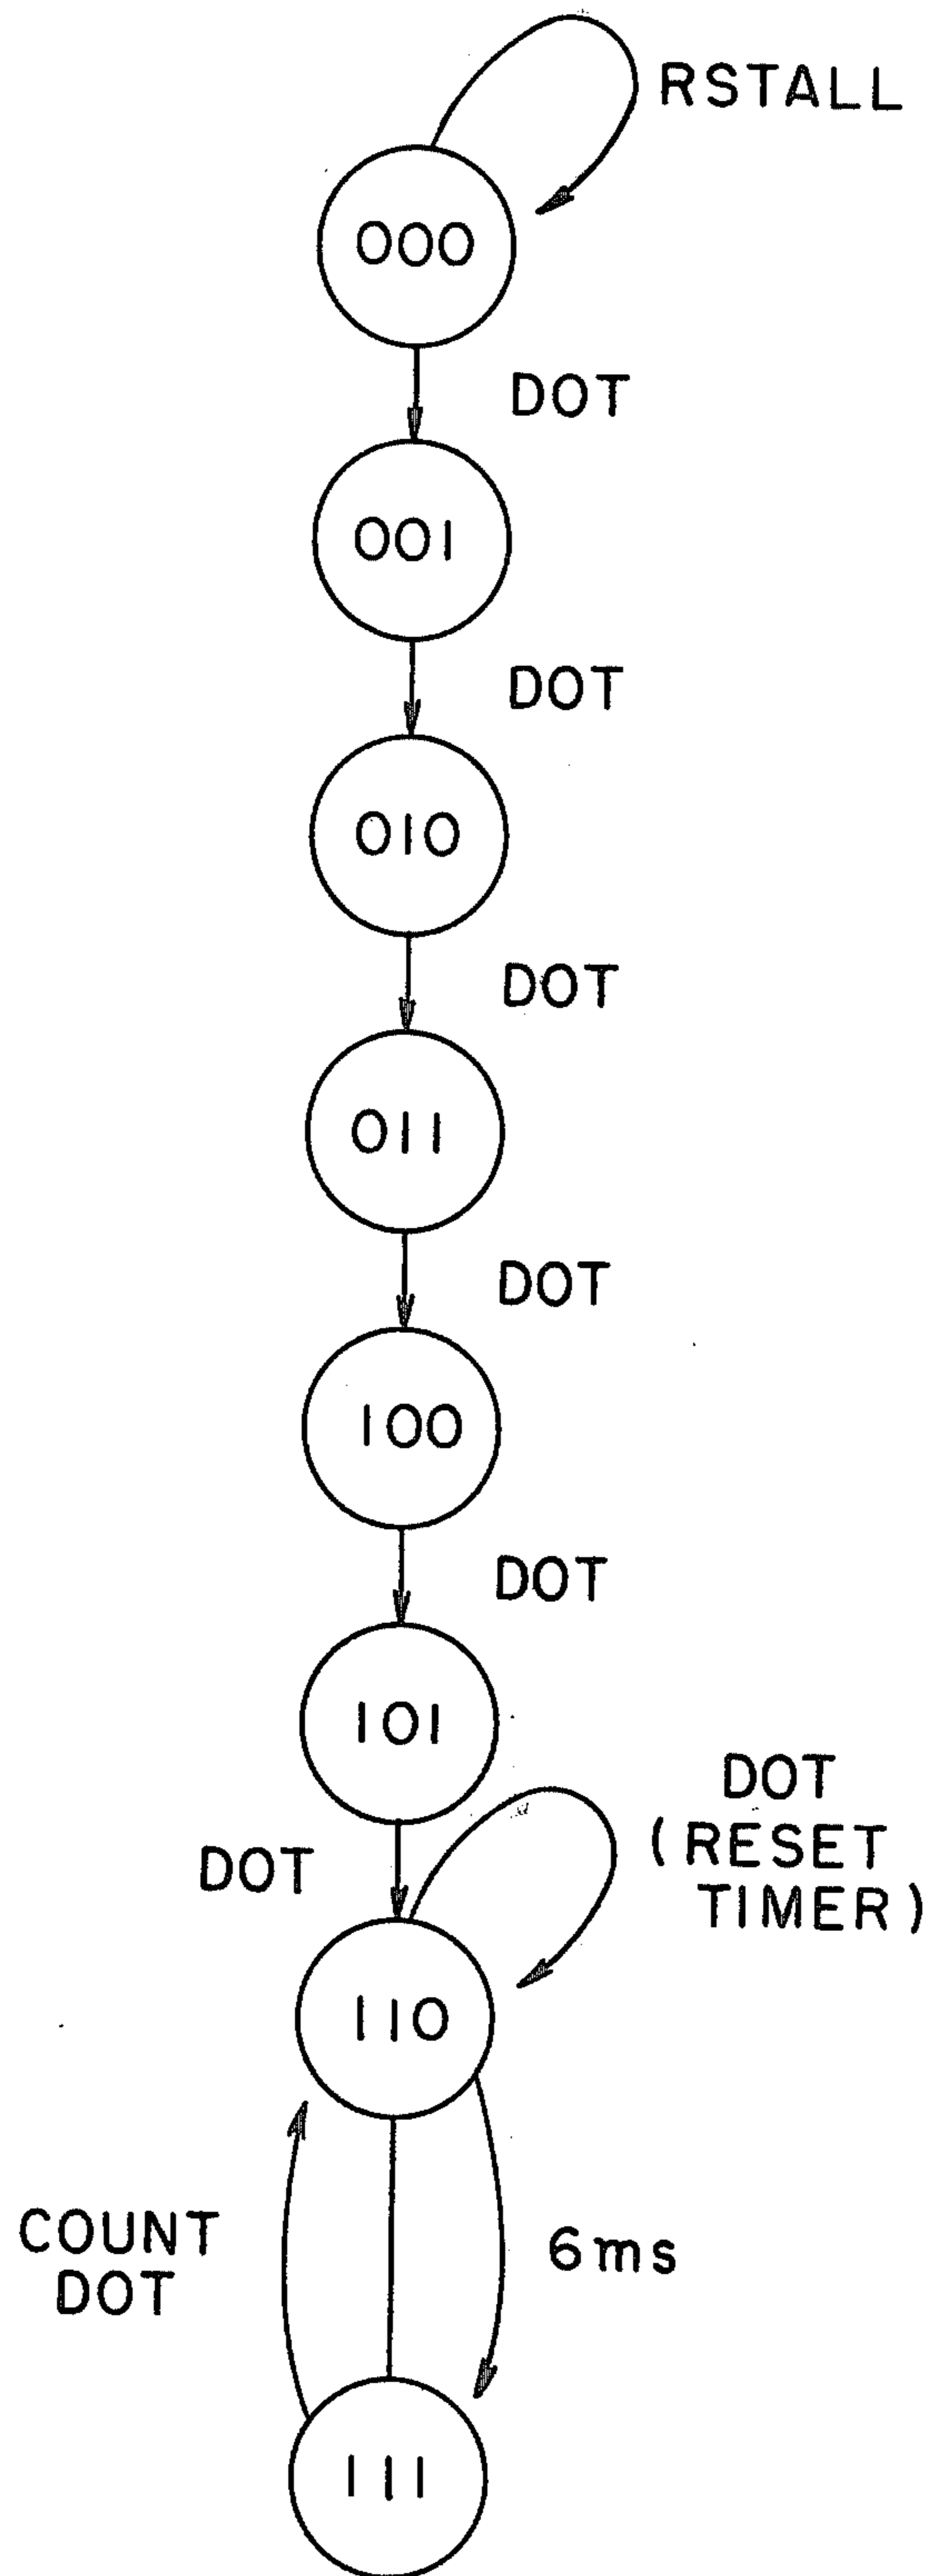 RSTALL
000
DOT
001
DOT
010
DOT
011
DOT
100
DOT
101
DOT
DOT
(RESET
TIMER)
110
COUNT
DOT
6ms
111